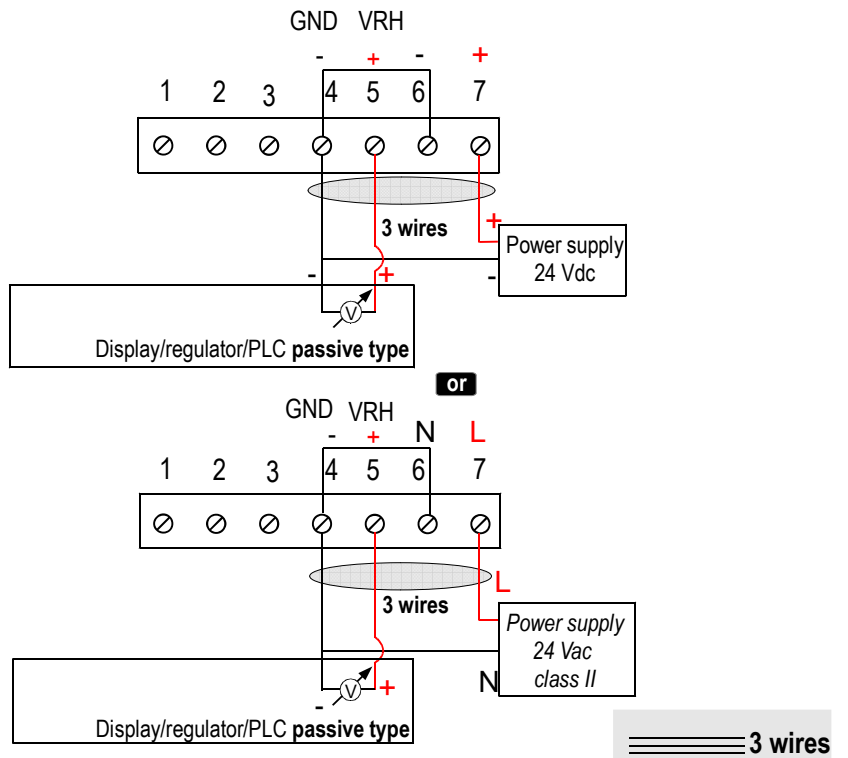 GND VRH
- + - +
1 2 3 4 5 6 7
3 wires
+
Power supply
24 Vdc
- + -
V
Display/regulator/PLC passive type
or
GND VRH
- + N L
1 2 3 4 5 6 7
L
3 wires
Power supply
24 Vac
class II
N
V +
-
Display/regulator/PLC passive type
3 wires